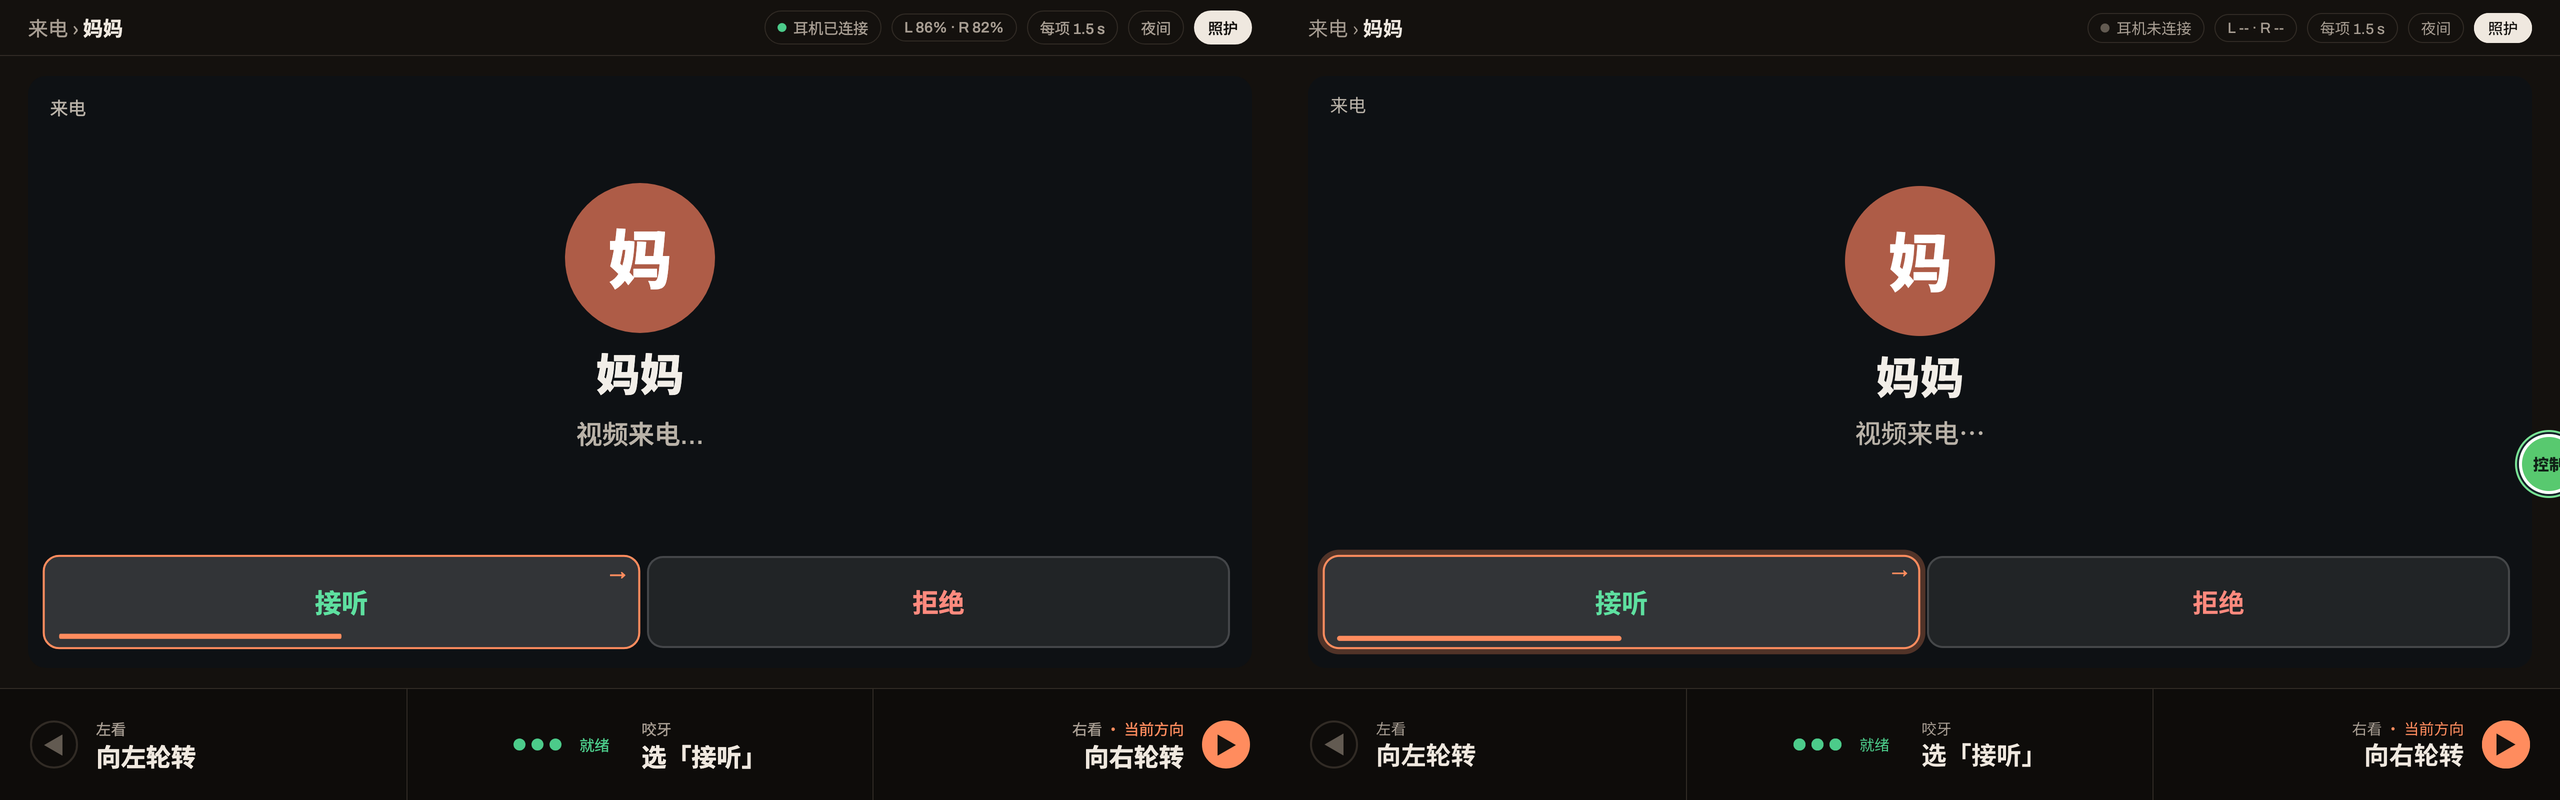 来电 › 妈妈
耳机已连接
L 86% · R 82%
每项 1.5 s
夜间
照护
来电
妈
妈妈
视频来电...
接听
→
拒绝
左看
向左轮转
就绪
咬牙
选「接听」
右看 · 当前方向
向右轮转
来电 › 妈妈
耳机未连接
L -- · R --
每项 1.5 s
夜间
照护
来电
妈
妈妈
视频来电···
控制
接听
→
拒绝
左看
向左轮转
就绪
咬牙
选「接听」
右看 · 当前方向
向右轮转